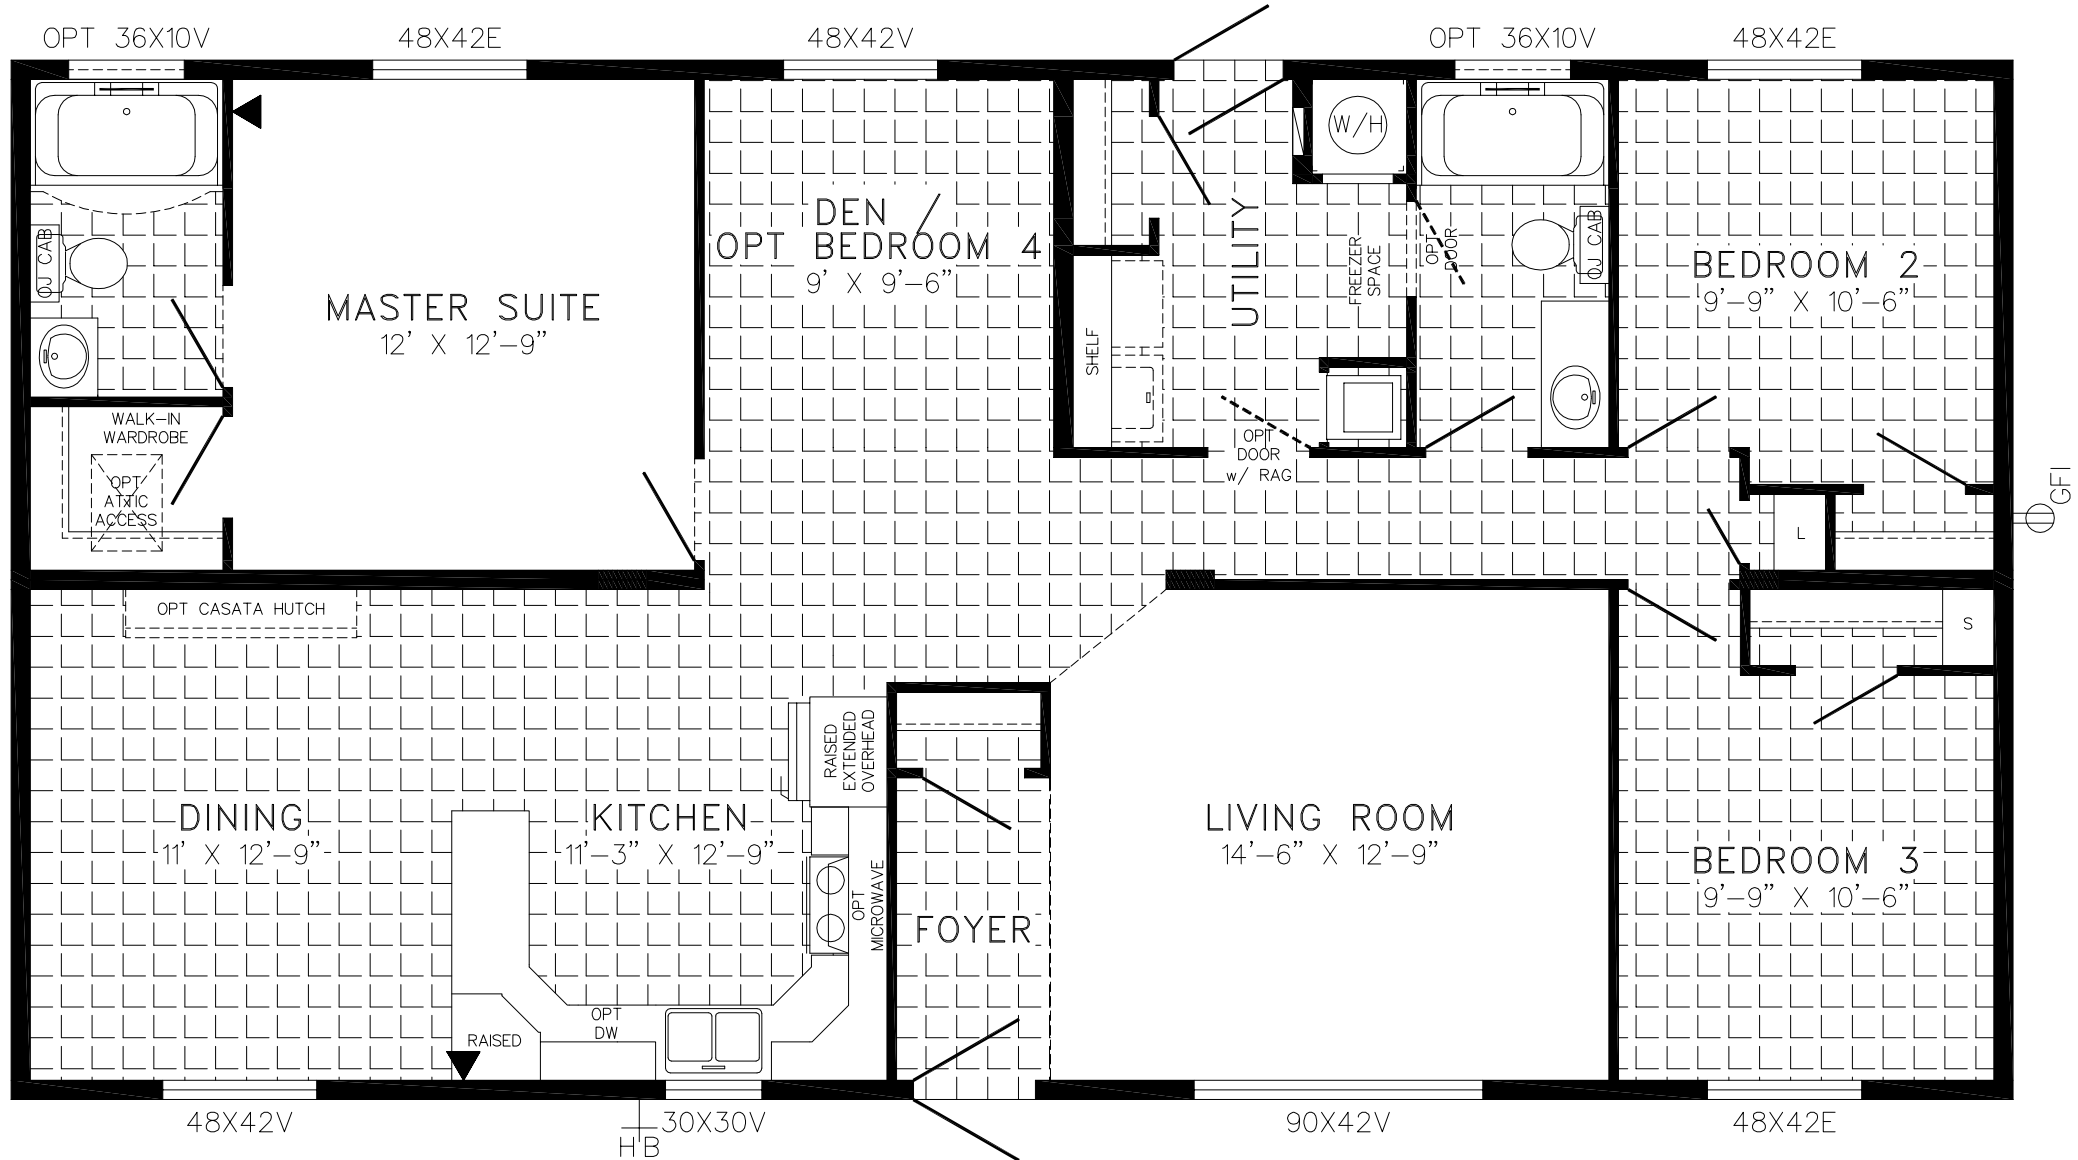 OPT 36X10V
48X42E
48X42V
OPT 36X10V
48X42E
W/H
OJ CAB
DEN /
OPT BEDROOM 4
9' X 9'-6"
UTILITY
FREEZER
SPACE
OPT
DOOR
OJ CAB
BEDROOM 2
9'-9" X 10'-6"
MASTER SUITE
12' X 12'-9"
SHELF
WALK-IN
WARDROBE
OPT
ATTIC
ACCESS
OPT
DOOR
w/ RAG
GFI
L
OPT CASATA HUTCH
S
RAISED
EXTENDED
OVERHEAD
DINING
11' X 12'-9"
KITCHEN
11'-3" X 12'-9"
OPT
MICROWAVE
LIVING ROOM
14'-6" X 12'-9"
BEDROOM 3
9'-9" X 10'-6"
FOYER
OPT
DW
RAISED
48X42V
30X30V
HB
90X42V
48X42E